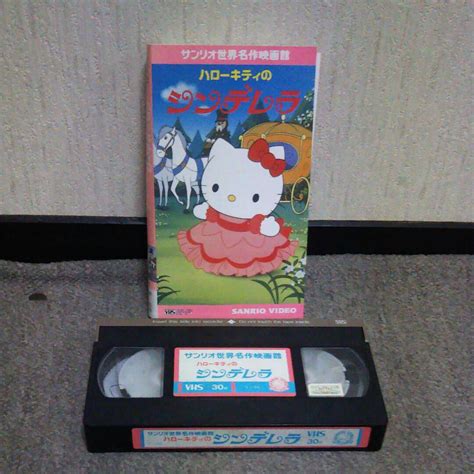 サンリオ世界名作映画館
ハローキティの
シンデレラ
VHS
SANRIO VIDEO
サンリオ世界名作映画館
ハローキティの
シンデレラ
VHS 30分
サンリオ世界名作映画館
ハローキティの
シンデレラ
VHS
30分